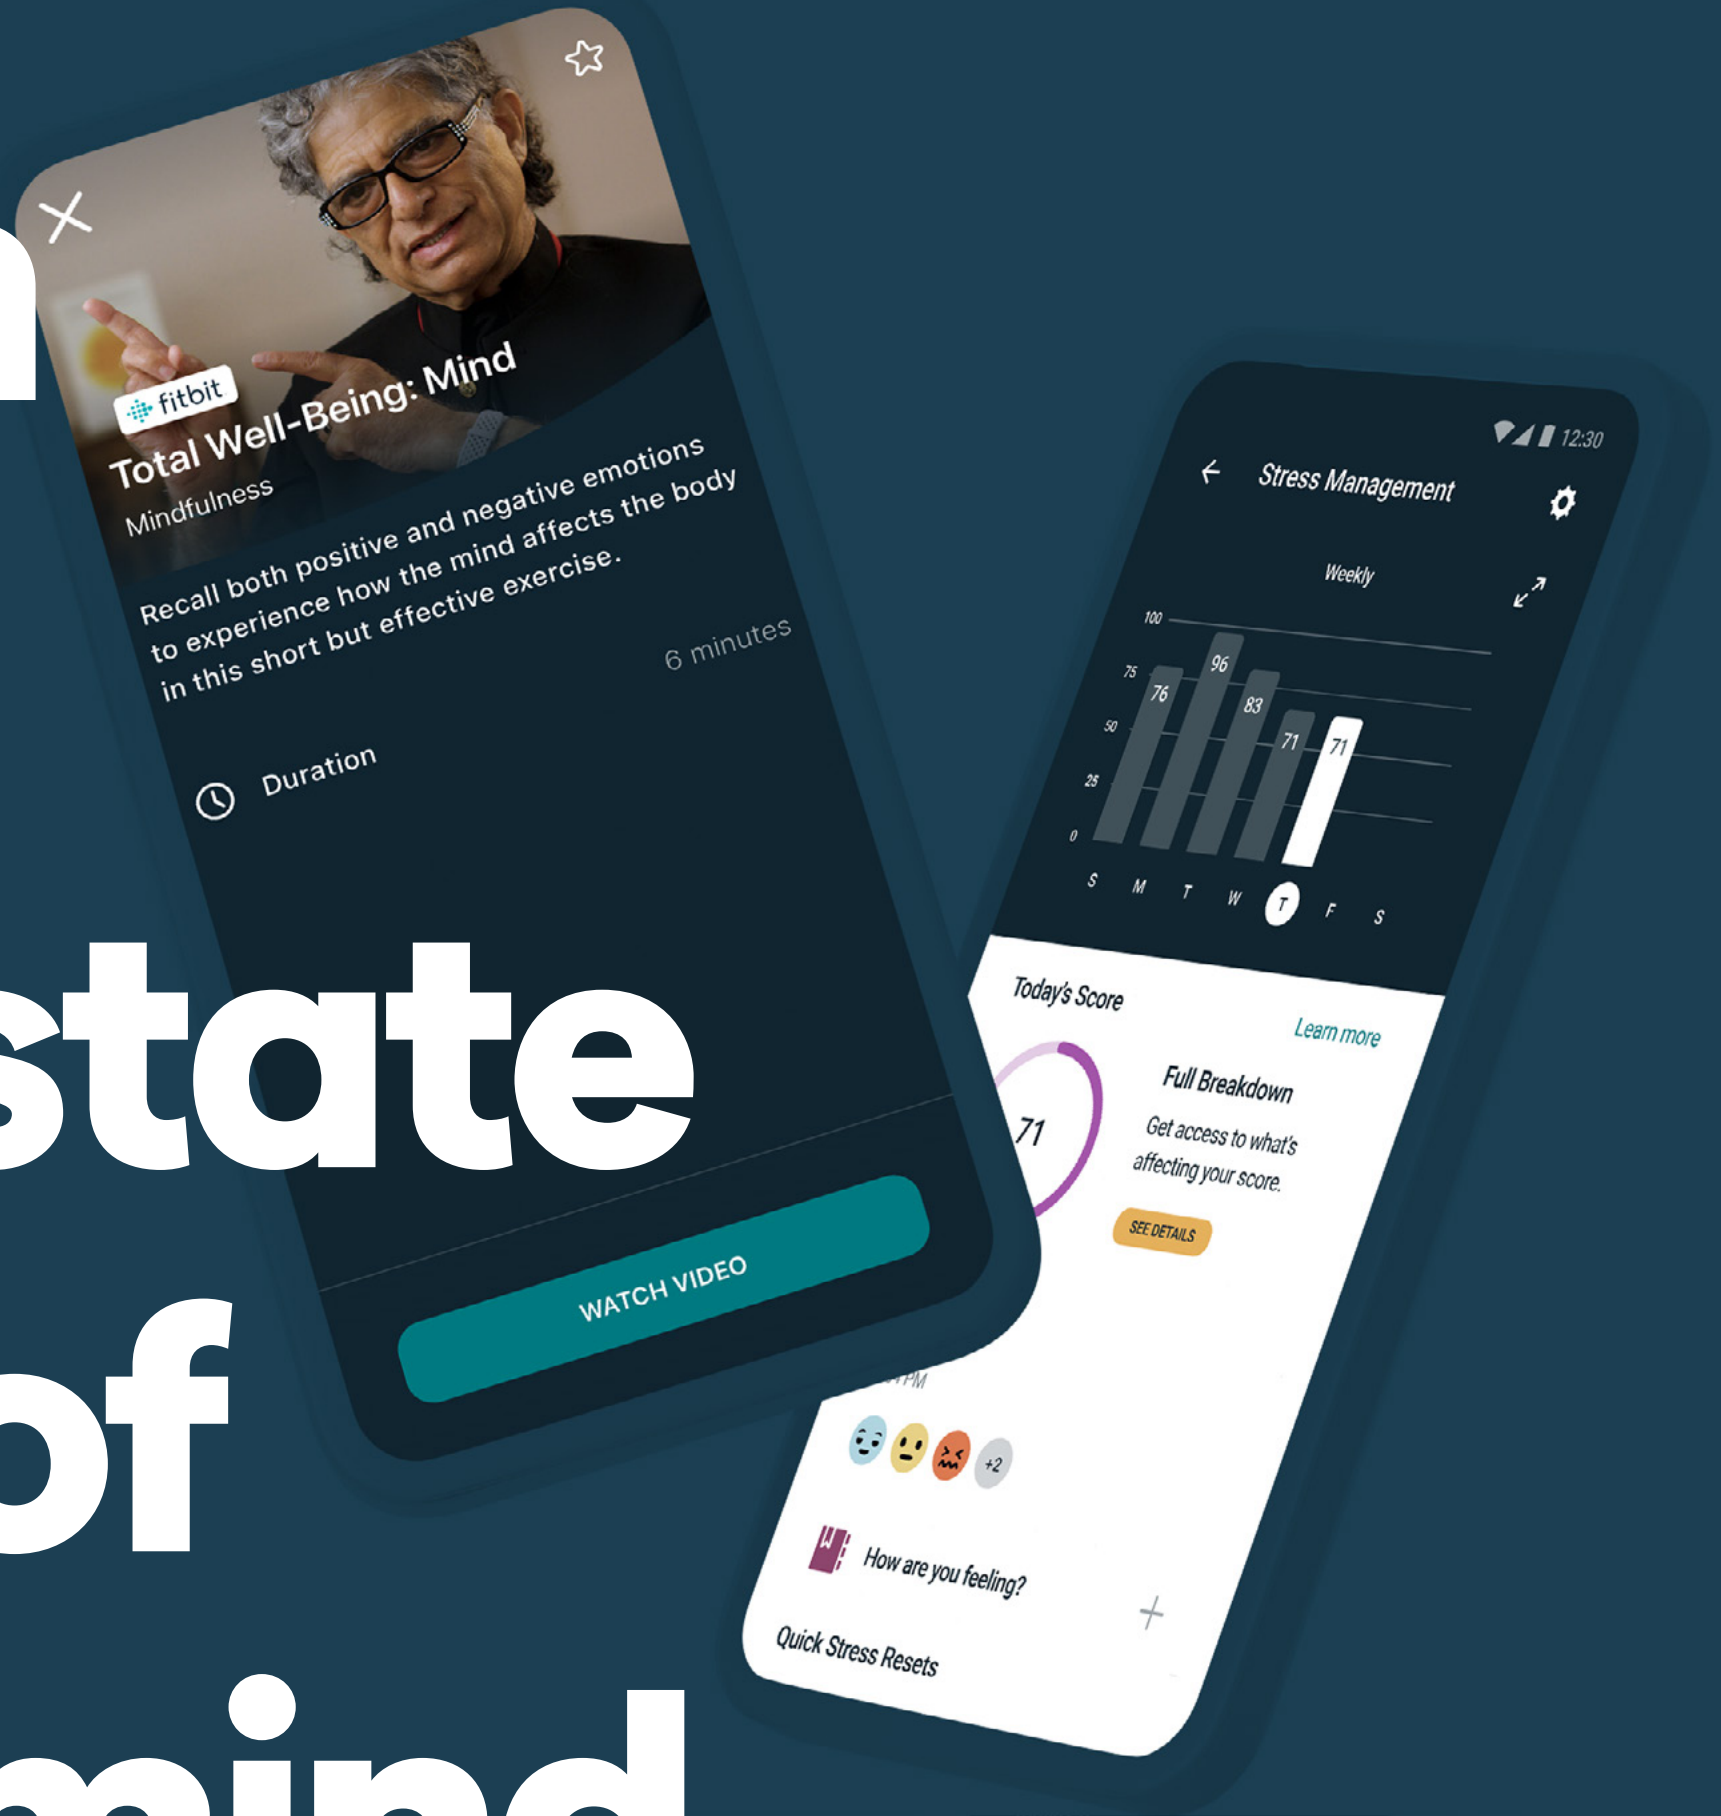 fitbit
Total Well-Being: Mind
Mindfulness
Recall both positive and negative emotions
to experience how the mind affects the body
in this short but effective exercise.
6 minutes
Duration
WATCH VIDEO
12:30
Stress Management
Weekly
100
75
50
25
0
76
96
83
71
71
S M T W T F S
Today's Score
Learn more
71
Full Breakdown
Get access to what's
affecting your score.
SEE DETAILS
PM
+2
How are you feeling?
Quick Stress Resets
state
of
mind